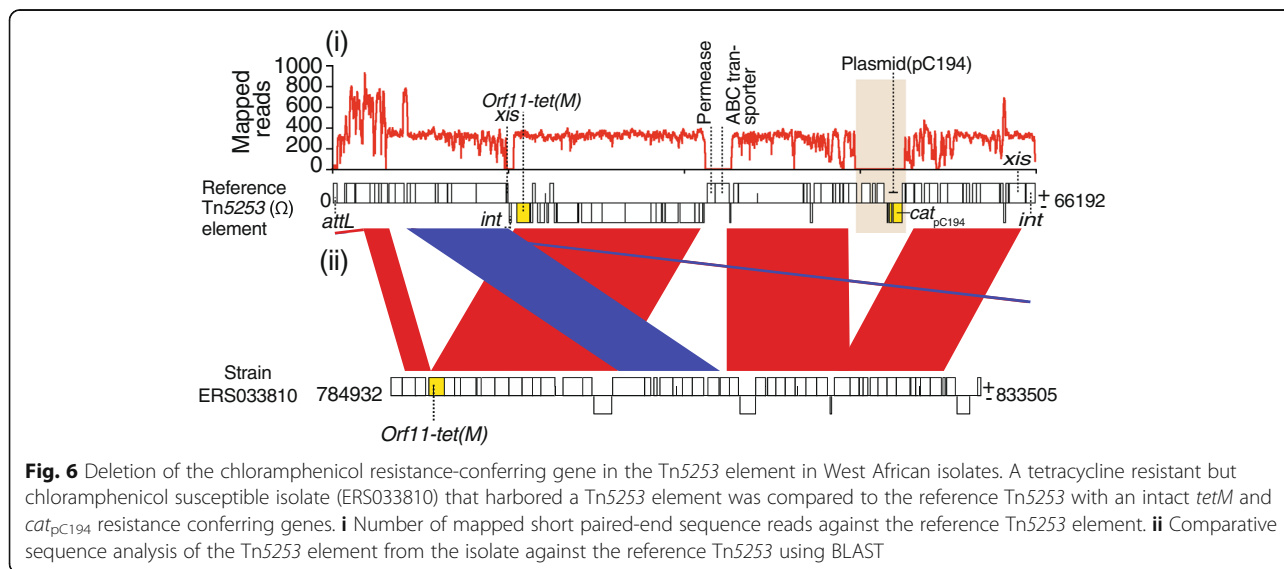 (i)
1000
800
600
400
200
0
Mapped
reads
Orf11-tet(M)
xis
Permease
ABC tran-
sporter
Plasmid(pC194)
xis
Reference
Tn5253 (Ω)
element
0
+
-
66192
attL
int
cat
pC194
int
(ii)
Strain
ERS033810
784932
+
-
833505
Orf11-tet(M)
Fig. 6 Deletion of the chloramphenicol resistance-conferring gene in the Tn5253 element in West African isolates. A tetracycline resistant but
chloramphenicol susceptible isolate (ERS033810) that harbored a Tn5253 element was compared to the reference Tn5253 with an intact tetM and
catpC194 resistance conferring genes. i Number of mapped short paired-end sequence reads against the reference Tn5253 element. ii Comparative
sequence analysis of the Tn5253 element from the isolate against the reference Tn5253 using BLAST